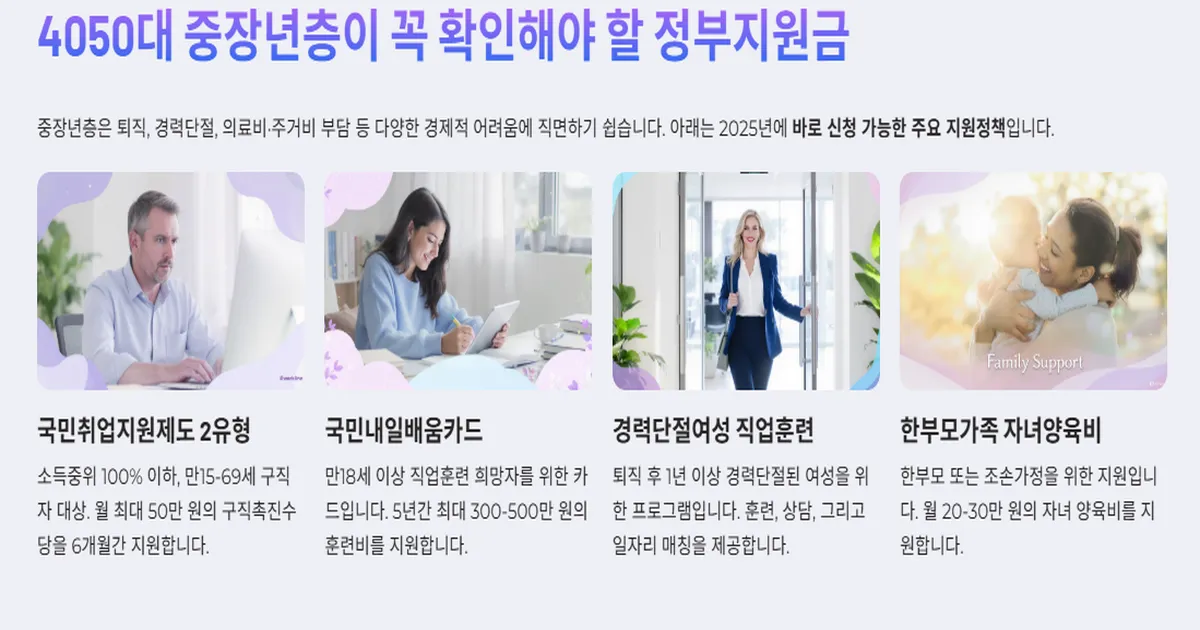 4050대 중장년층이 꼭 확인해야 할 정부지원금
중장년층은 퇴직, 경력단절, 의료비·주거비 부담 등 다양한 경제적 어려움에 직면하기 쉽습니다. 아래는 2025년에 바로 신청 가능한 주요 지원정책입니다.
Family Support
국민취업지원제도 2유형
소득중위 100% 이하, 만15-69세 구직
자 대상. 월 최대 50만 원의 구직촉진수
당을 6개월간 지원합니다.
국민내일배움카드
만18세 이상 직업훈련 희망자를 위한 카
드입니다. 5년간 최대 300-500만 원의
훈련비를 지원합니다.
경력단절여성 직업훈련
퇴직 후 1년 이상 경력단절된 여성을 위
한 프로그램입니다. 훈련, 상담, 그리고
일자리 매칭을 제공합니다.
한부모가족 자녀양육비
한부모 또는 조손가정을 위한 지원입니
다. 월 20-30만 원의 자녀 양육비를 지
원합니다.